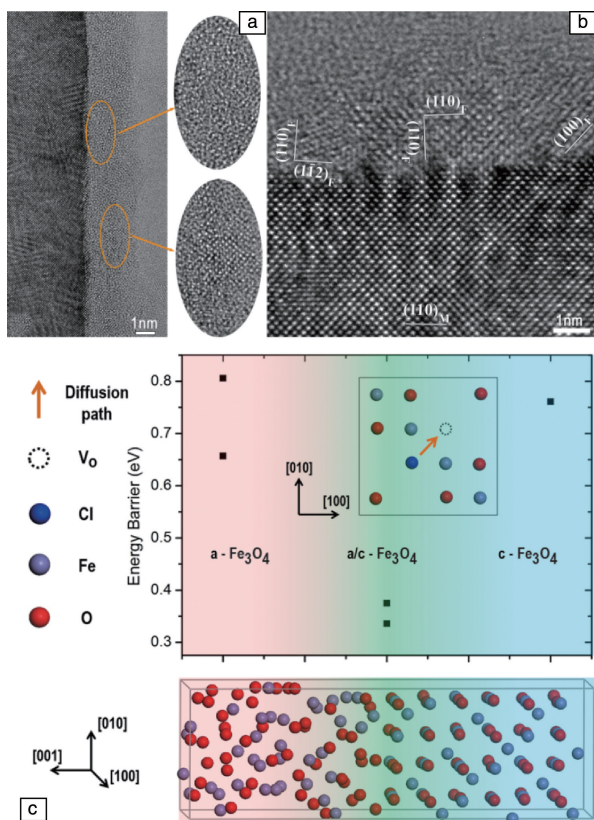 a
1nm
b
(110)F
(11̄2)F
(110)F
(011)F
(100)F
(110)M
1nm
Diffusion
path
VO
Cl
Fe
O
Energy Barrier (eV)
0.8
0.7
0.6
0.5
0.4
0.3
[010]
[100]
a - Fe3O4
a/c - Fe3O4
c - Fe3O4
[010]
[001]
[100]
c